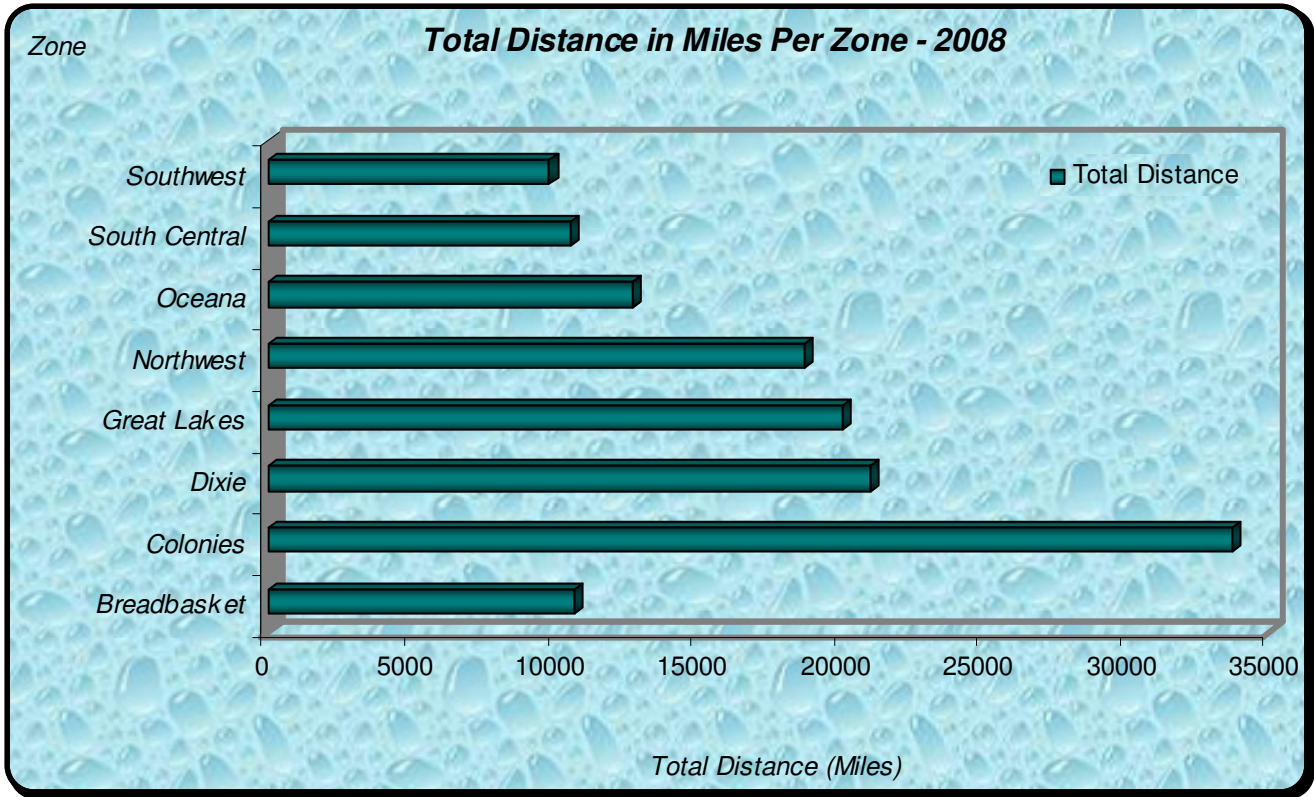 Zone
Total Distance in Miles Per Zone - 2008
Total Distance
Southwest
South Central
Oceana
Northwest
Great Lakes
Dixie
Colonies
Breadbasket
0 5000 10000 15000 20000 25000 30000 35000
Total Distance (Miles)